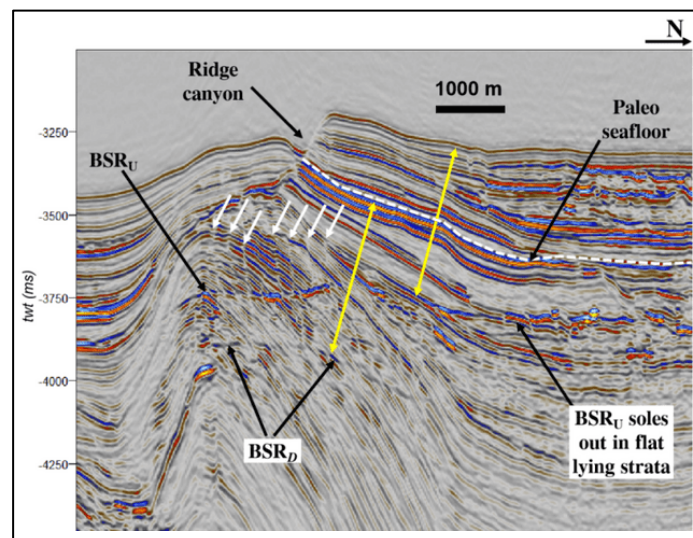 N
Ridge
canyon
1000 m
Paleo
seafloor
BSRU
-3250
-3500
-3750
-4000
-4250
twt (ms)
BSRD
BSRU soles
out in flat
lying strata